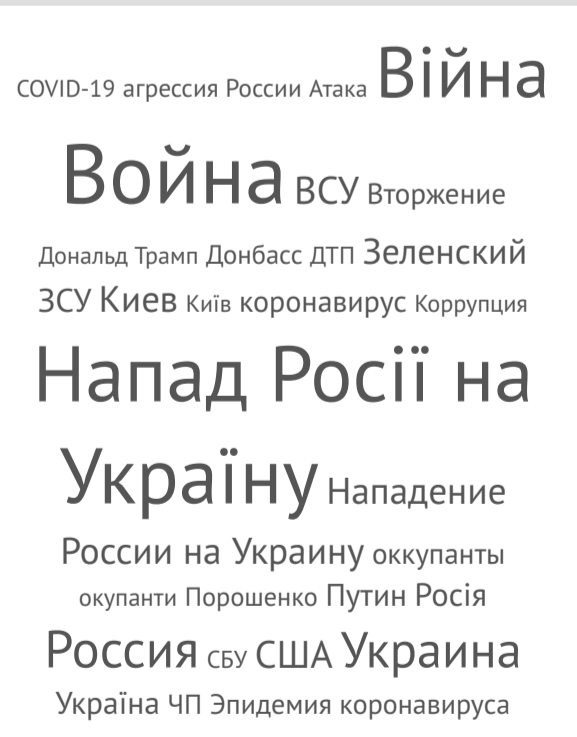 COVID-19 агрессия России Атака Війна
Война ВСУ Вторжение
Дональд Трамп Донбасс ДТП Зеленский
ЗСУ Киев Київ коронавирус Коррупция
Напад Росії на
Україну Нападение
России на Украину оккупанты
окупанти Порошенко Путин Росія
Россия СБУ США Украина
Україна ЧП Эпидемия коронавируса